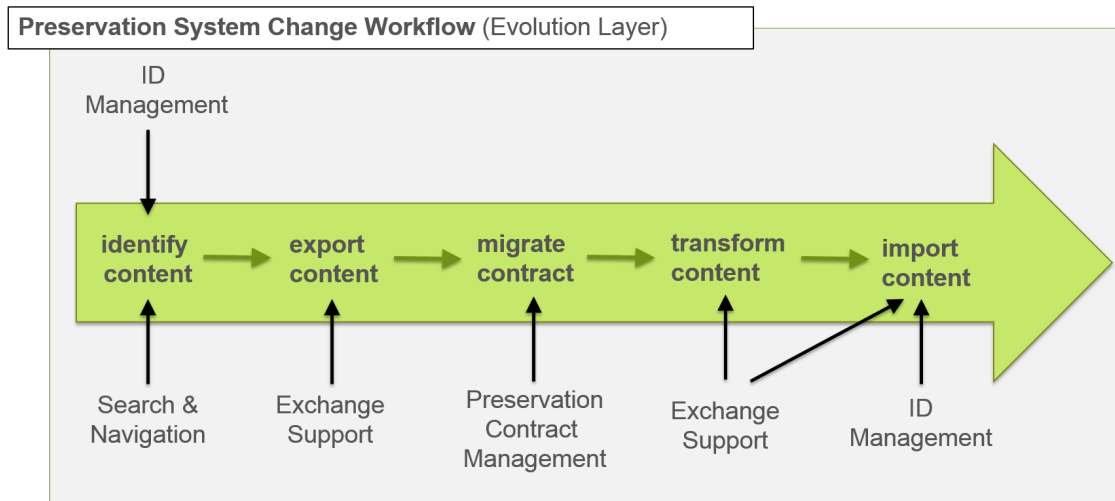 Preservation System Change Workflow (Evolution Layer)
ID
Management
identify
content
export
content
migrate
contract
transform
content
import
content
Search &
Navigation
Exchange
Support
Preservation
Contract
Management
Exchange
Support
ID
Management